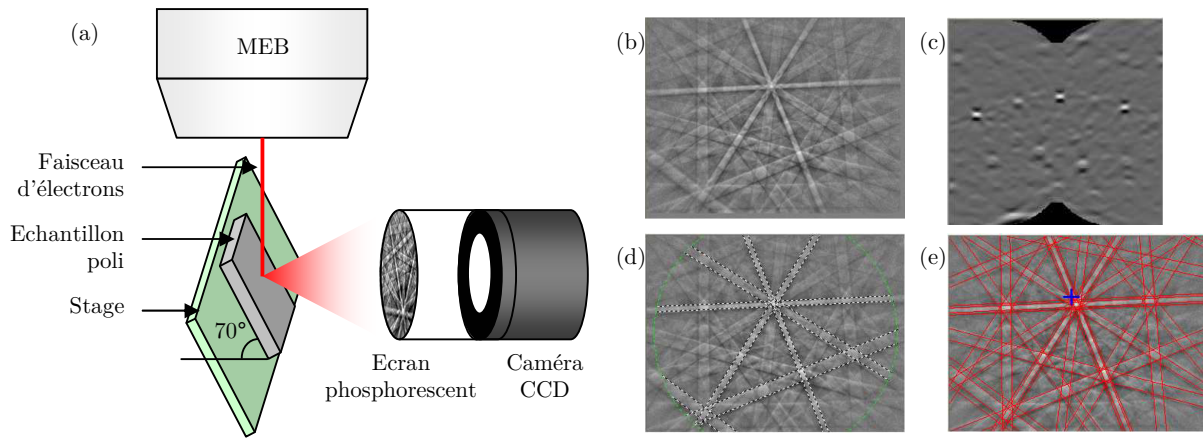 (a)
MEB
Faisceau
d'électrons
Echantillon
poli
Stage
70°
Ecran
phosphorescent
Caméra
CCD
(b)
(c)
(d)
(e)